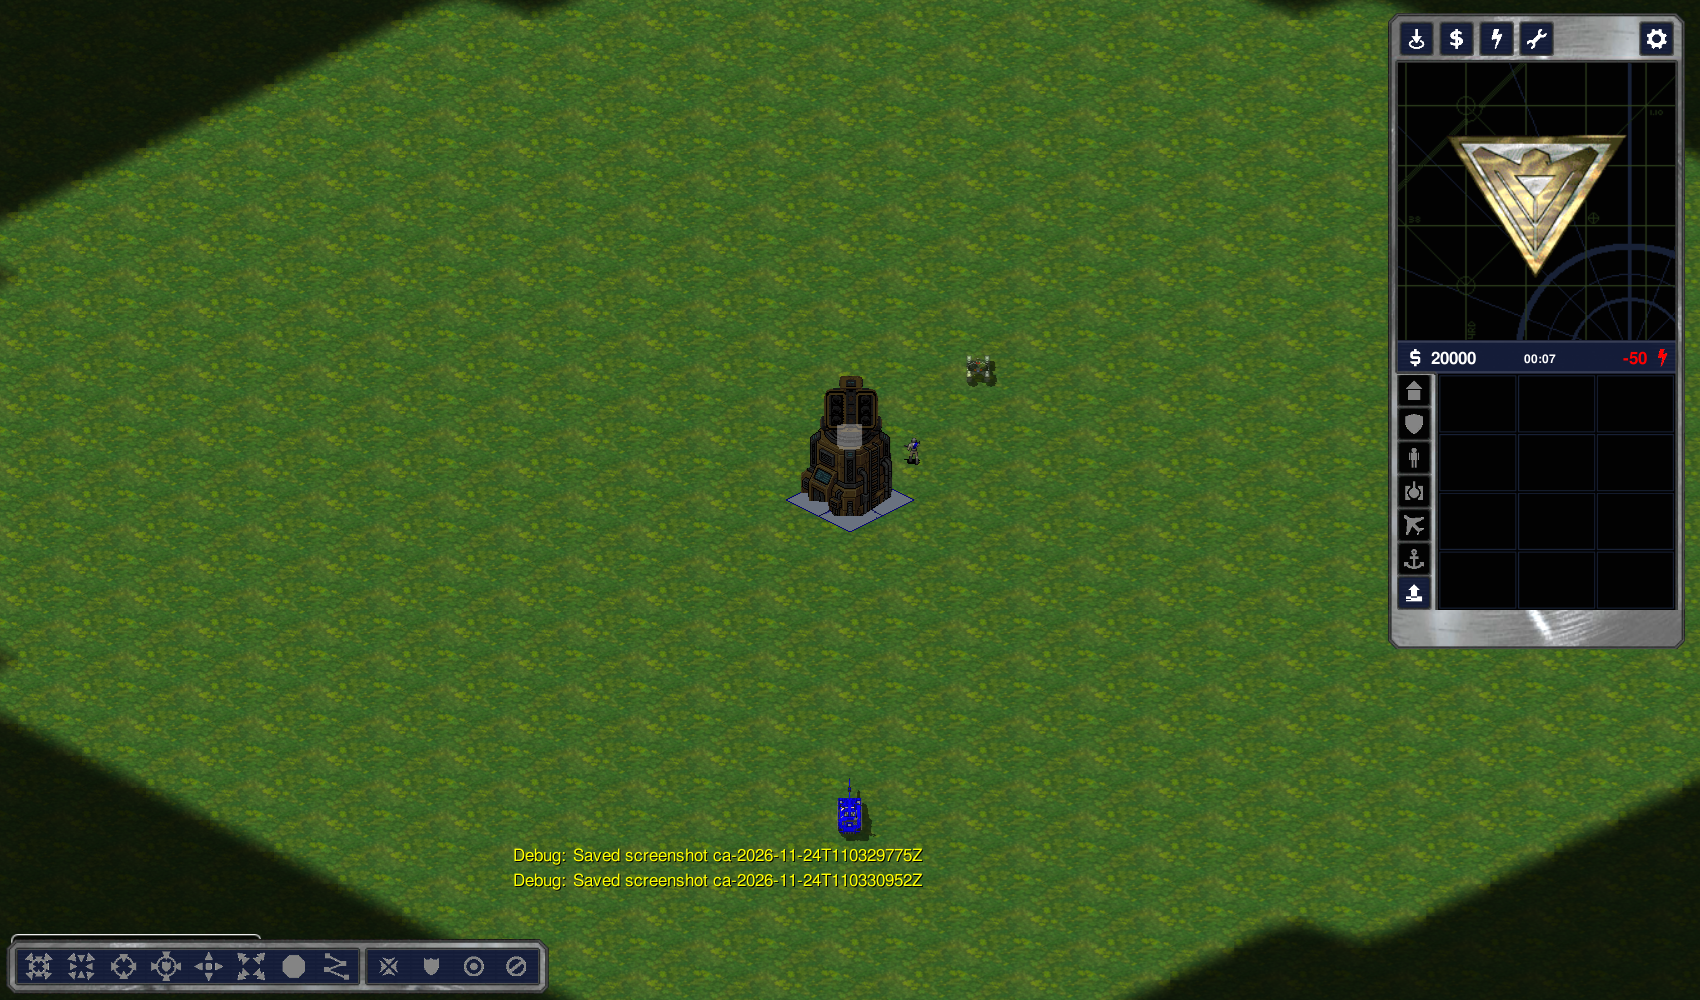 $ 20000
00:07
-50
Debug: Saved screenshot ca-2026-11-24T110329775Z
Debug: Saved screenshot ca-2026-11-24T110330952Z